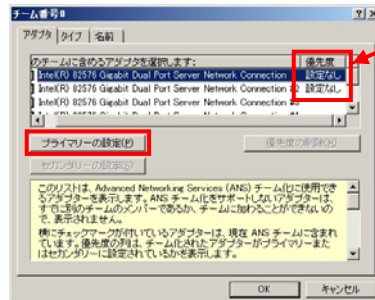 チーム番号0
アダプタ タイプ 名前
のチームに含めるアダプタを選択します: 優先度
Intel(R) 82576 Gigabit Dual Port Server Network Connection 設定なし
Intel(R) 82576 Gigabit Dual Port Server Network Connection #2 設定なし
Intel(R) 82576 Gigabit Dual Port Server Network Connection
プライマリーの設定(P) 優先度の削除(R)
セカンダリーの設定(S)
このリストは、Advanced Networking Services (ANS) チーム化に使用でき
るアダプターを表示します。ANS チーム化をサポートしないアダプターは、
すでに別のチームのメンバーであるか、チームに加わることができないの
で、表示されません。
横にチェックマークが付いているアダプターは、現在 ANS チームに含まれ
ています。優先度の列は、チーム化されたアダプターがプライマリーまた
はセカンダリーに設定されているかを表示します。
OK キャンセル